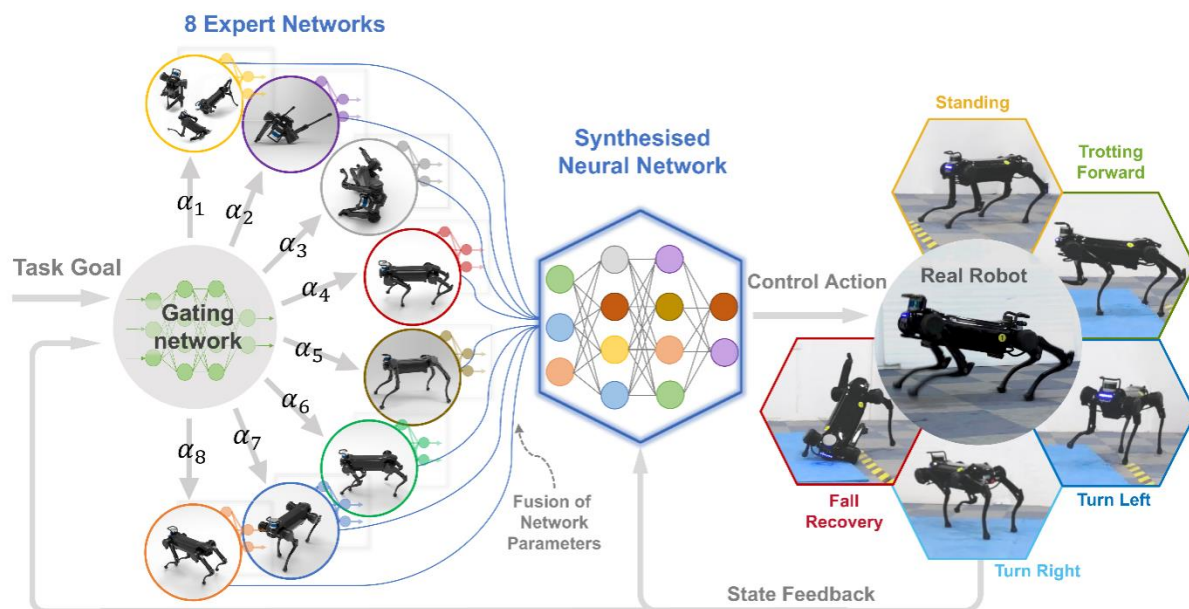 8 Expert Networks
α1
α2
α3
α4
α5
α6
α7
α8
Task Goal
Gating
network
Synthesised
Neural Network
Fusion of
Network
Parameters
Control Action
State Feedback
Standing
Trotting
Forward
Real Robot
Fall
Recovery
Turn Left
Turn Right